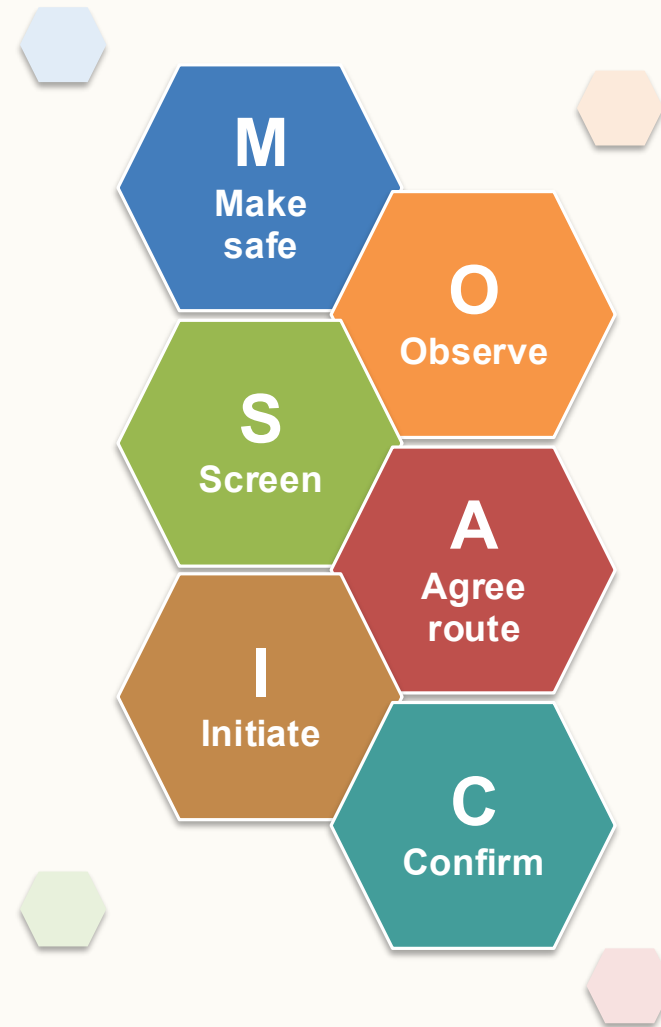 M
Make
safe
O
Observe
S
Screen
A
Agree
route
I
Initiate
C
Confirm